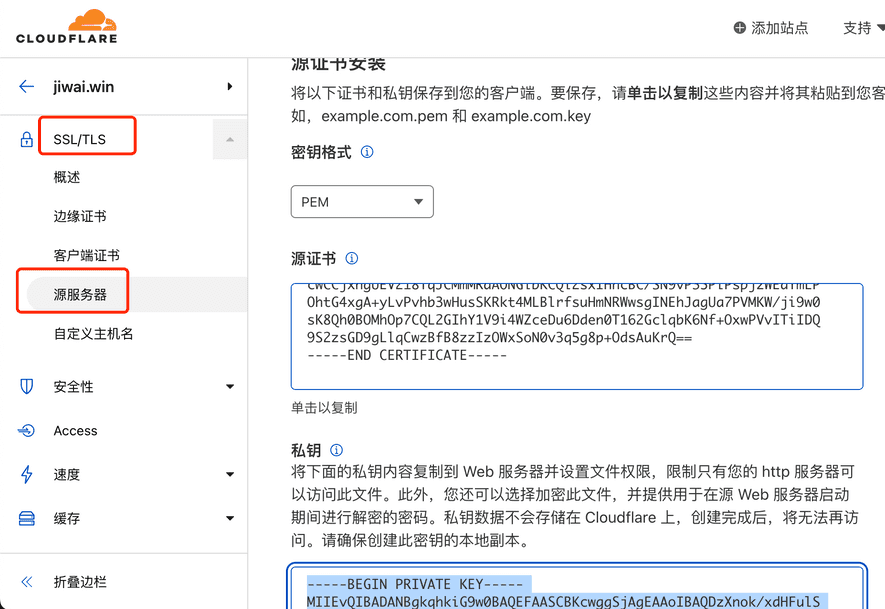 CLOUDFLARE
添加站点
支持
jiwai.win
SSL/TLS
概述
边缘证书
客户端证书
源服务器
自定义主机名
安全性
Access
速度
缓存
折叠边栏
源证书安装
将以下证书和私钥保存到您的客户端。要保存，请单击以复制这些内容并将其粘贴到您客
如，example.com.pem 和 example.com.key
密钥格式
PEM
源证书
OhtG4xgA+yLvPvhb3wHusSKRkt4MLBlrfsuHmNRWwsgINEhJagUa7PVMKW/ji9w0
sK8Qh0BOMhOp7CQL2GIhY1V9i4WZceDu6Dden0T162GclqbK6Nf+OxwPVvITiIDQ
9S2zsGD9gLlqCwzBfB8zzIzOWxSoN0v3q5g8p+OdsAuKrQ==
-----END CERTIFICATE-----
单击以复制
私钥
将下面的私钥内容复制到 Web 服务器并设置文件权限，限制只有您的 http 服务器可
以访问此文件。此外，您还可以选择加密此文件，并提供用于在源 Web 服务器启动
期间进行解密的密码。私钥数据不会存储在 Cloudflare 上，创建完成后，将无法再访
问。请确保创建此密钥的本地副本。
-----BEGIN PRIVATE KEY-----
MIIEvQIBADANBgkqhkiG9w0BAQEFAASCBKcwggSjAgEAAoIBAQDzXnok/xdHFulS